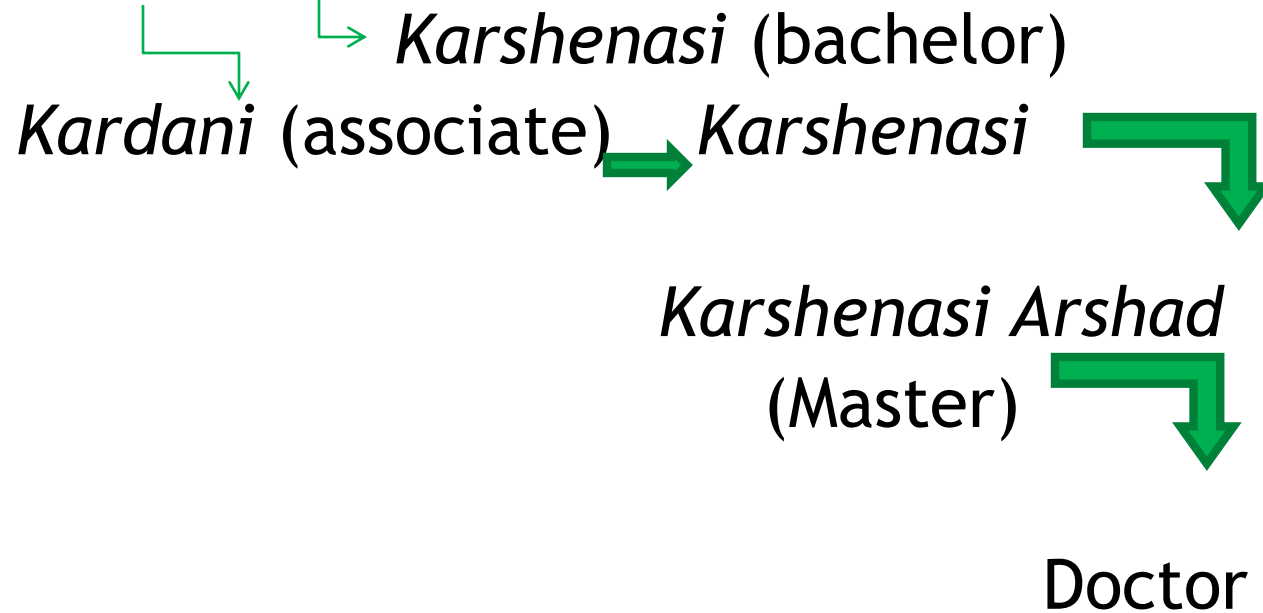 Karshenasi (bachelor)
Kardani (associate) Karshenasi
Karshenasi Arshad
(Master)
Doctor